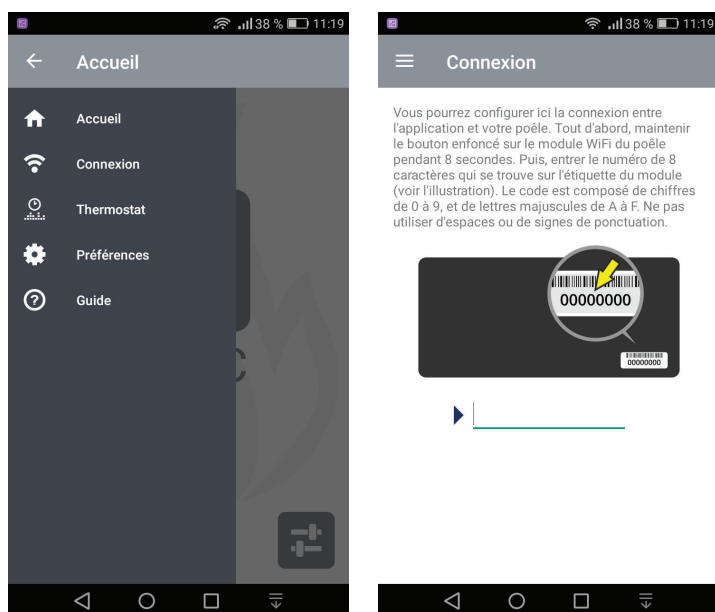 38 % 11:19
Accueil
Accueil
Connexion
Thermostat
Préférences
Guide
C
38 % 11:19
Connexion
Vous pourrez configurer ici la connexion entre
l'application et votre poêle. Tout d'abord, maintenir
le bouton enfoncé sur le module WiFi du poêle
pendant 8 secondes. Puis, entrer le numéro de 8
caractères qui se trouve sur l'étiquette du module
(voir l'illustration). Le code est composé de chiffres
de 0 à 9, et de lettres majuscules de A à F. Ne pas
utiliser d'espaces ou de signes de ponctuation.
00000000
00000000